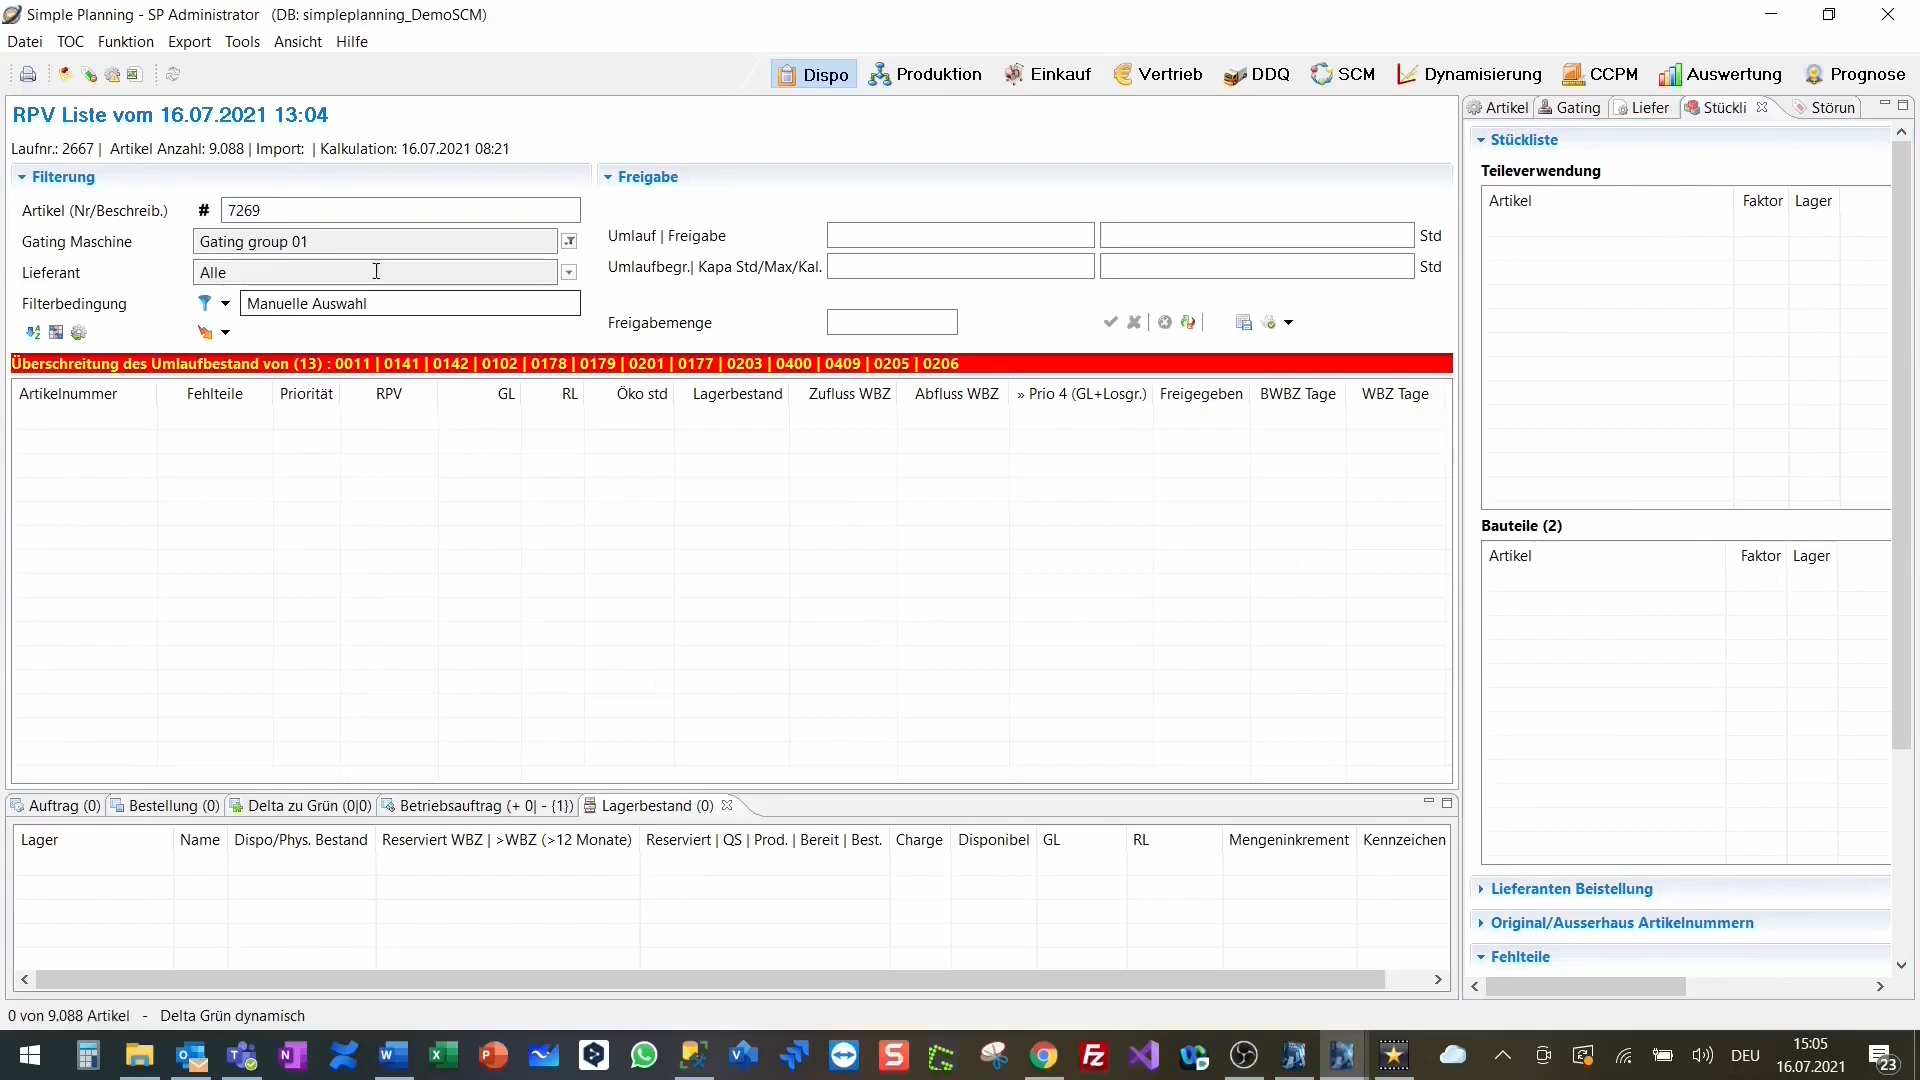 Simple Planning - SP Administrator (DB: simpleplanning_DemoSCM)
Datei TOC Funktion Export Tools Ansicht Hilfe
Dispo Produktion Einkauf Vertrieb DDQ SCM Dynamisierung CCPM Auswertung Prognose
RPV Liste vom 16.07.2021 13:04
Laufnr.: 2667 | Artikel Anzahl: 9.088 | Import: | Kalkulation: 16.07.2021 08:21
Filterung
Artikel (Nr/Beschreib.) # 7269
Gating Maschine Gating group 01
Lieferant Alle
Filterbedingung Manuelle Auswahl
Freigabe
Umlauf | Freigabe Std
Umlaufbegr.| Kapa Std/Max/Kal. Std
Freigabemenge
Überschreitung des Umlaufbestand von (13) : 0011 | 0141 | 0142 | 0102 | 0178 | 0179 | 0201 | 0177 | 0203 | 0400 | 0409 | 0205 | 0206
Artikelnummer Fehlteile Priorität RPV GL RL Öko std Lagerbestand Zufluss WBZ Abfluss WBZ » Prio 4 (GL+Losgr.) Freigegeben BWBZ Tage WBZ Tage
Auftrag (0) Bestellung (0) Delta zu Grün (0|0) Betriebsauftrag (+ 0| - {1}) Lagerbestand (0)
Lager Name Dispo/Phys. Bestand Reserviert WBZ | >WBZ (>12 Monate) Reserviert | QS | Prod. | Bereit | Best. Charge Disponibel GL RL Mengeninkrement Kennzeichen
0 von 9.088 Artikel - Delta Grün dynamisch
Artikel Gating Liefer Stückli Störun
Stückliste
Teileverwendung
Artikel Faktor Lager
Bauteile (2)
Artikel Faktor Lager
Lieferanten Beistellung
Original/Ausserhaus Artikelnummern
Fehlteile
DEU
15:05
16.07.2021
23